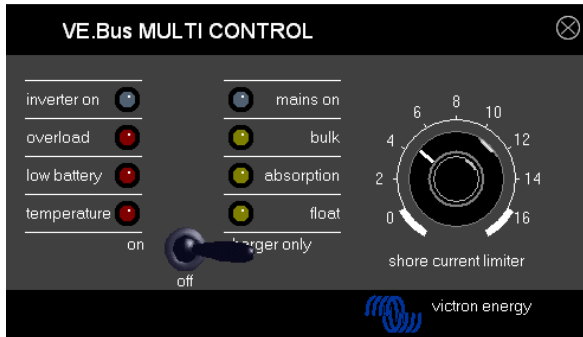 VE.Bus MULTI CONTROL
inverter on
overload
low battery
temperature
on
off
mains on
bulk
absorption
float
only
0
2
4
6
8
10
12
14
16
shore current limiter
victron energy